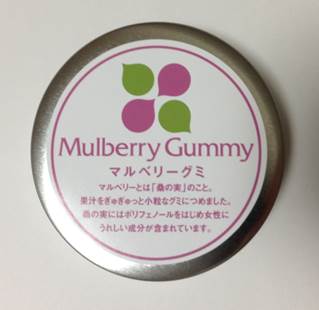 Mulberry Gummy
マルベリーグミ
マルベリーとは「桑の実」のこと。
果汁をぎゅぎゅっと小粒なグミにつめました。
桑の実にはポリフェノールをはじめ女性に
うれしい成分が含まれています。